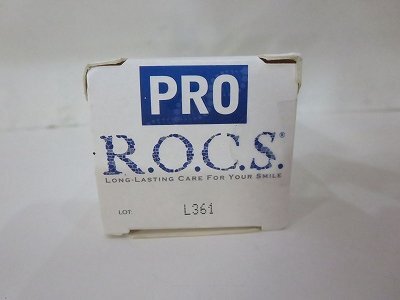 PRO
R.O.C.S.®
LONG-LASTING CARE FOR YOUR SMILE
LOT: L361